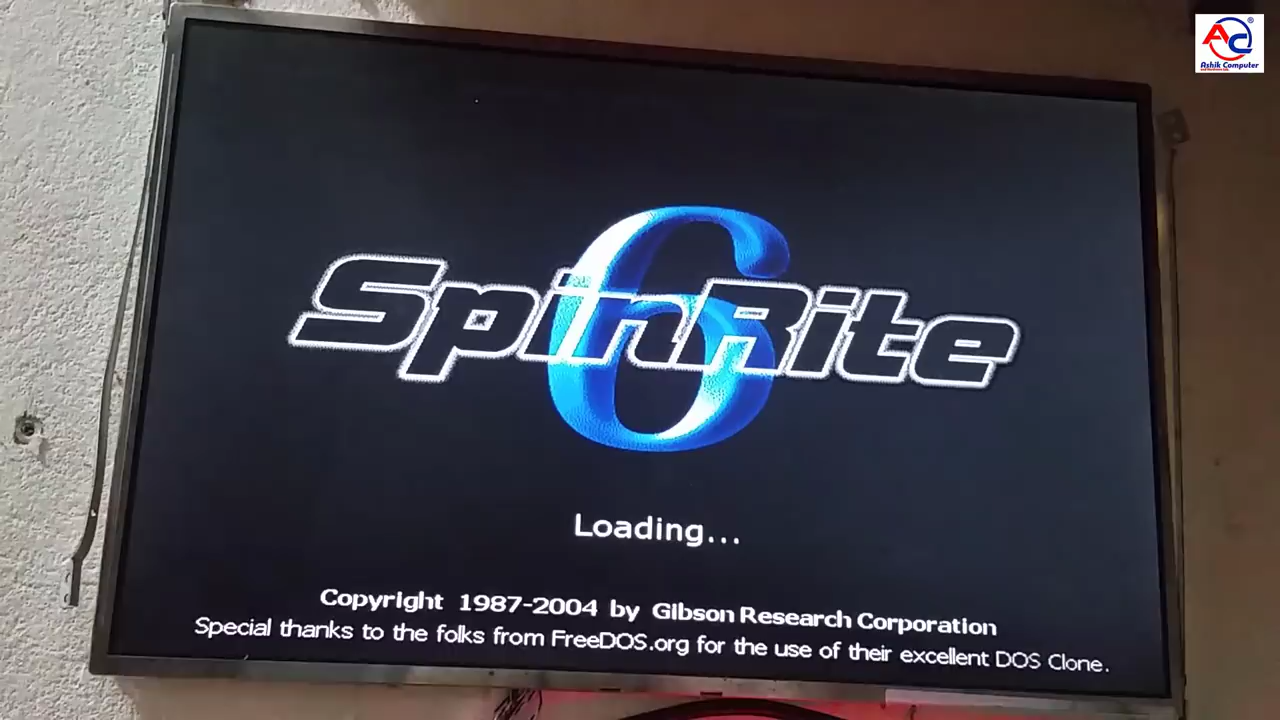 AC®
Ashik Computer
6
SpinRite
Loading...
Copyright 1987-2004 by Gibson Research Corporation
Special thanks to the folks from FreeDOS.org for the use of their excellent DOS Clone.